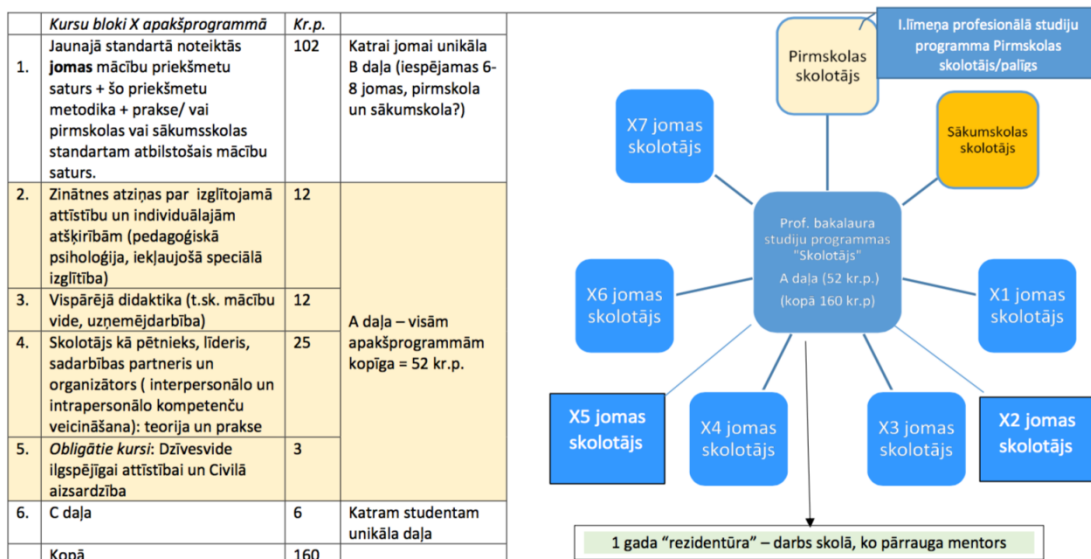 Kursu bloki X apakšprogrammā Kr.p.
1. Jaunajā standartā noteiktās 102 Katrai jomai unikāla
jomas mācību priekšmetu B daļa (iespējamas 6-
saturs + šo priekšmetu 8 jomas, pirmskola
metodika + prakse/ vai un sākumskola?)
pirmskolas vai sākumsskolas
standartam atbilstošais mācību
saturs.
2. Zinātnes atziņas par izglītojamā 12
attīstību un individuālajām
atšķirībām (pedagoģiskā
psiholoģija, iekļaujošā speciālā
izglītība)
3. Vispārējā didaktika (t.sk. mācību 12
vide, uzņemējdarbība)
4. Skolotājs kā pētnieks, līderis, 25
sadarbības partneris un
organizātors ( interpersonālo un
intrapersonālo kompetenču
veicināšana): teorija un prakse
5. Obligātie kursi: Dzīvesvide 3
ilgspējīgai attīstībai un Civilā
aizsardzība
A daļa – visām
apakšprogrammām
kopīga = 52 kr.p.
6. C daļa 6 Katram studentam
unikāla daļa
Kopā 160
I.līmeņa profesionālā studiju
programma Pirmskolas
skolotājs/palīgs
Pirmskolas
skolotājs
X7 jomas
skolotājs
Sākumskolas
skolotājs
Prof. bakalaura
studiju programmas
"Skolotājs"
A daļa (52 kr.p.)
(kopā 160 kr.p)
X6 jomas
skolotājs
X1 jomas
skolotājs
X5 jomas
skolotājs
X4 jomas
skolotājs
X3 jomas
skolotājs
X2 jomas
skolotājs
1 gada “rezidentūra” – darbs skolā, ko pārrauga mentors